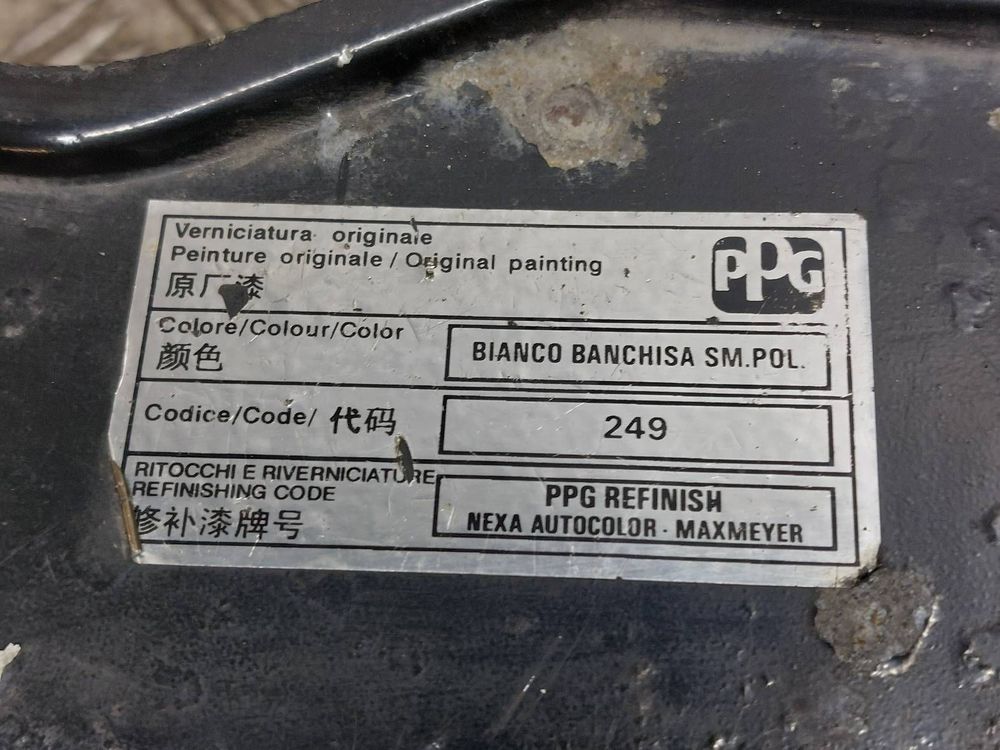 Verniciatura originale
Peinture originale / Original painting
原厂漆
PPG
Colore/Colour/Color
颜色
BIANCO BANCHISA SM.POL.
Codice/Code/ 代码
249
RITOCCHI E RIVERNICIATURE
REFINISHING CODE
修补漆牌号
PPG REFINISH
NEXA AUTOCOLOR - MAXMEYER